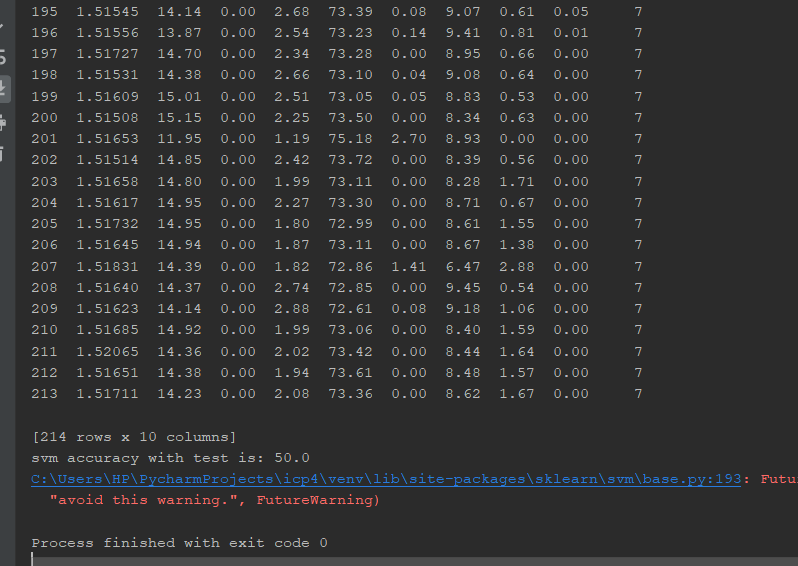 195 1.51545 14.14 0.00 2.68 73.39 0.08 9.07 0.61 0.05 7
196 1.51556 13.87 0.00 2.54 73.23 0.14 9.41 0.81 0.01 7
197 1.51727 14.70 0.00 2.34 73.28 0.00 8.95 0.66 0.00 7
198 1.51531 14.38 0.00 2.66 73.10 0.04 9.08 0.64 0.00 7
199 1.51609 15.01 0.00 2.51 73.05 0.05 8.83 0.53 0.00 7
200 1.51508 15.15 0.00 2.25 73.50 0.00 8.34 0.63 0.00 7
201 1.51653 11.95 0.00 1.19 75.18 2.70 8.93 0.00 0.00 7
202 1.51514 14.85 0.00 2.42 73.72 0.00 8.39 0.56 0.00 7
203 1.51658 14.80 0.00 1.99 73.11 0.00 8.28 1.71 0.00 7
204 1.51617 14.95 0.00 2.27 73.30 0.00 8.71 0.67 0.00 7
205 1.51732 14.95 0.00 1.80 72.99 0.00 8.61 1.55 0.00 7
206 1.51645 14.94 0.00 1.87 73.11 0.00 8.67 1.38 0.00 7
207 1.51831 14.39 0.00 1.82 72.86 1.41 6.47 2.88 0.00 7
208 1.51640 14.37 0.00 2.74 72.85 0.00 9.45 0.54 0.00 7
209 1.51623 14.14 0.00 2.88 72.61 0.08 9.18 1.06 0.00 7
210 1.51685 14.92 0.00 1.99 73.06 0.00 8.40 1.59 0.00 7
211 1.52065 14.36 0.00 2.02 73.42 0.00 8.44 1.64 0.00 7
212 1.51651 14.38 0.00 1.94 73.61 0.00 8.48 1.57 0.00 7
213 1.51711 14.23 0.00 2.08 73.36 0.00 8.62 1.67 0.00 7
[214 rows x 10 columns]
svm accuracy with test is: 50.0
C:\Users\HP\PycharmProjects\icp4\venv\lib\site-packages\sklearn\svm\base.py:193: Futu
"avoid this warning.", FutureWarning)
Process finished with exit code 0